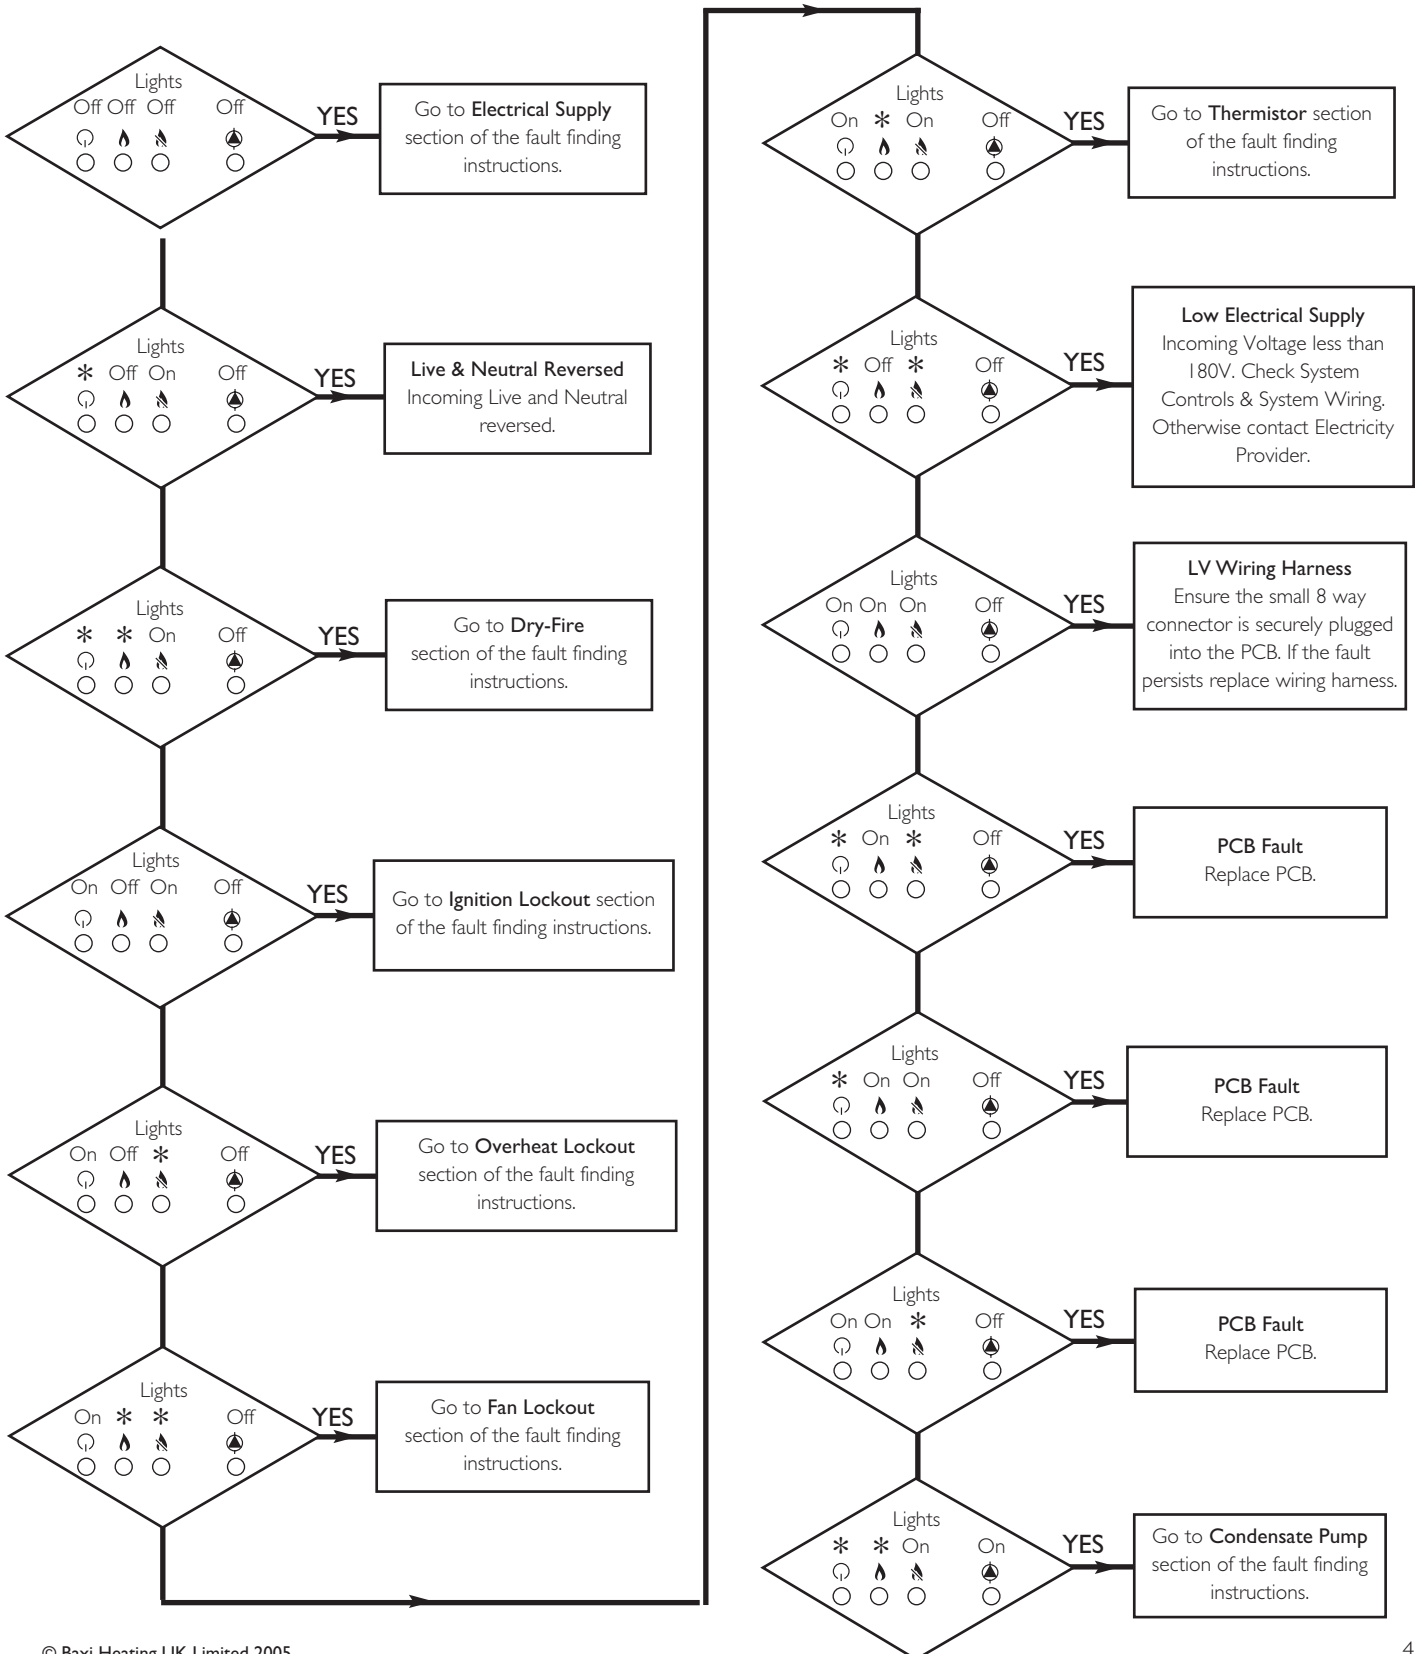 Lights
Off Off Off Off
YES
Go to Electrical Supply
section of the fault finding
instructions.
Lights
* Off On Off
YES
Live & Neutral Reversed
Incoming Live and Neutral
reversed.
Lights
* * On Off
YES
Go to Dry-Fire
section of the fault finding
instructions.
Lights
On Off On Off
YES
Go to Ignition Lockout section
of the fault finding instructions.
Lights
On Off * Off
YES
Go to Overheat Lockout
section of the fault finding
instructions.
Lights
On * * Off
YES
Go to Fan Lockout
section of the fault finding
instructions.
Lights
On * On Off
YES
Go to Thermistor section
of the fault finding
instructions.
Lights
* Off * Off
YES
Low Electrical Supply
Incoming Voltage less than
180V. Check System
Controls & System Wiring.
Otherwise contact Electricity
Provider.
Lights
On On On Off
YES
LV Wiring Harness
Ensure the small 8 way
connector is securely plugged
into the PCB. If the fault
persists replace wiring harness.
Lights
* On * Off
YES
PCB Fault
Replace PCB.
Lights
* On On Off
YES
PCB Fault
Replace PCB.
Lights
On On * Off
YES
PCB Fault
Replace PCB.
Lights
* * On On
YES
Go to Condensate Pump
section of the fault finding
instructions.
© Baxi Heating UK Limited 2005
4